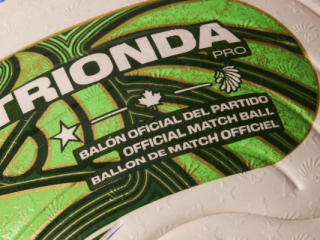 TRIONDA
PRO
BALÓN OFICIAL DEL PARTIDO
OFFICIAL MATCH BALL
BALLON DE MATCH OFFICIEL